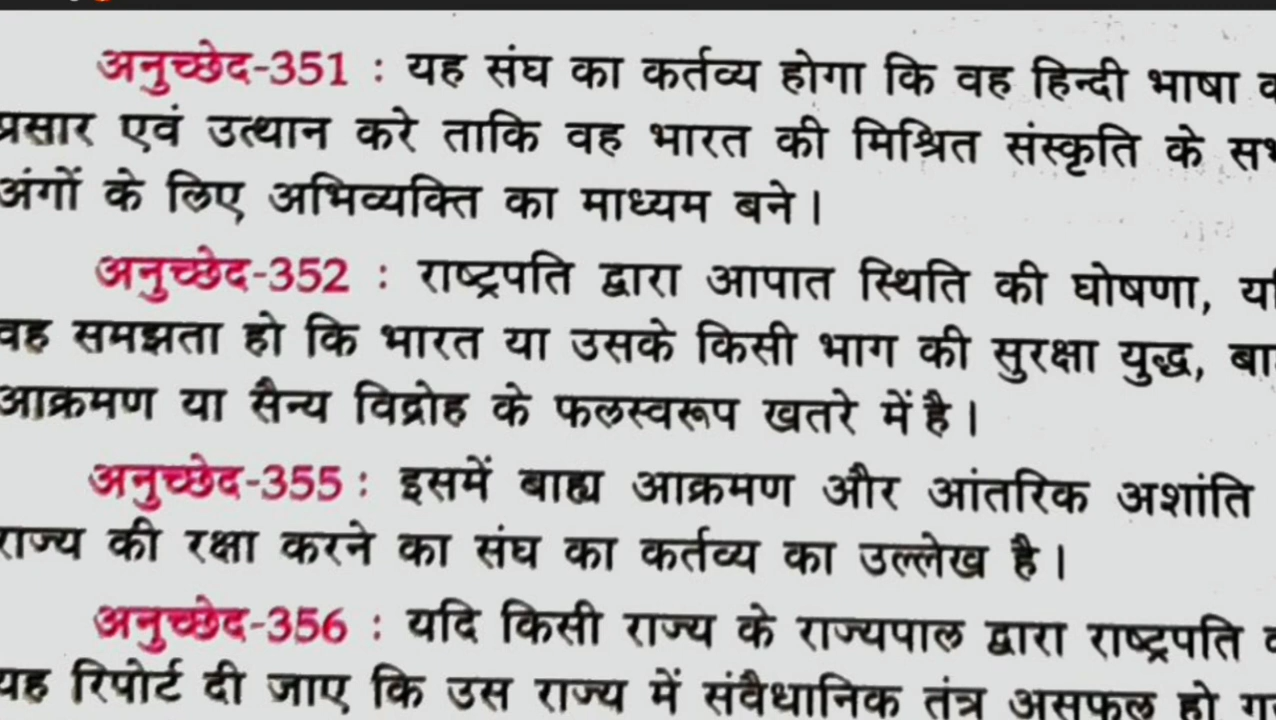 अनुच्छेद-351 : यह संघ का कर्तव्य होगा कि वह हिन्दी भाषा
प्रसार एवं उत्थान करे ताकि वह भारत की मिश्रित संस्कृति के
अंगों के लिए अभिव्यक्ति का माध्यम बने।
अनुच्छेद-352 : राष्ट्रपति द्वारा आपात स्थिति की घोषणा,
वह समझता हो कि भारत या उसके किसी भाग की सुरक्षा युद्ध,
आक्रमण या सैन्य विद्रोह के फलस्वरूप खतरे में है।
अनुच्छेद-355 : इसमें बाह्य आक्रमण और आंतरिक अशांति
राज्य की रक्षा करने का संघ का कर्तव्य का उल्लेख है।
अनुच्छेद-356 : यदि किसी राज्य के राज्यपाल द्वारा राष्ट्रपति
यह रिपोर्ट दी जाए कि उस राज्य में संवैधानिक तंत्र असफल हो